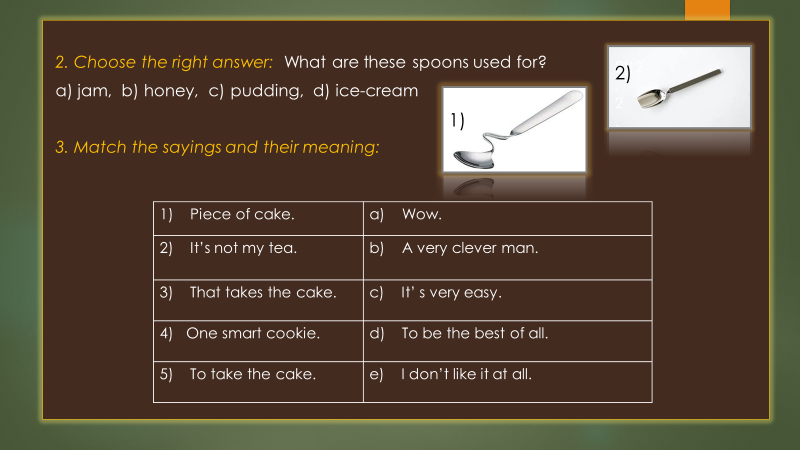 2. Choose the right answer: What are these spoons used for?
a) jam, b) honey, c) pudding, d) ice-cream
1)
2)
3. Match the sayings and their meaning:
1) Piece of cake. a) Wow.
2) It's not my tea. b) A very clever man.
3) That takes the cake. c) It' s very easy.
4) One smart cookie. d) To be the best of all.
5) To take the cake. e) I don't like it at all.